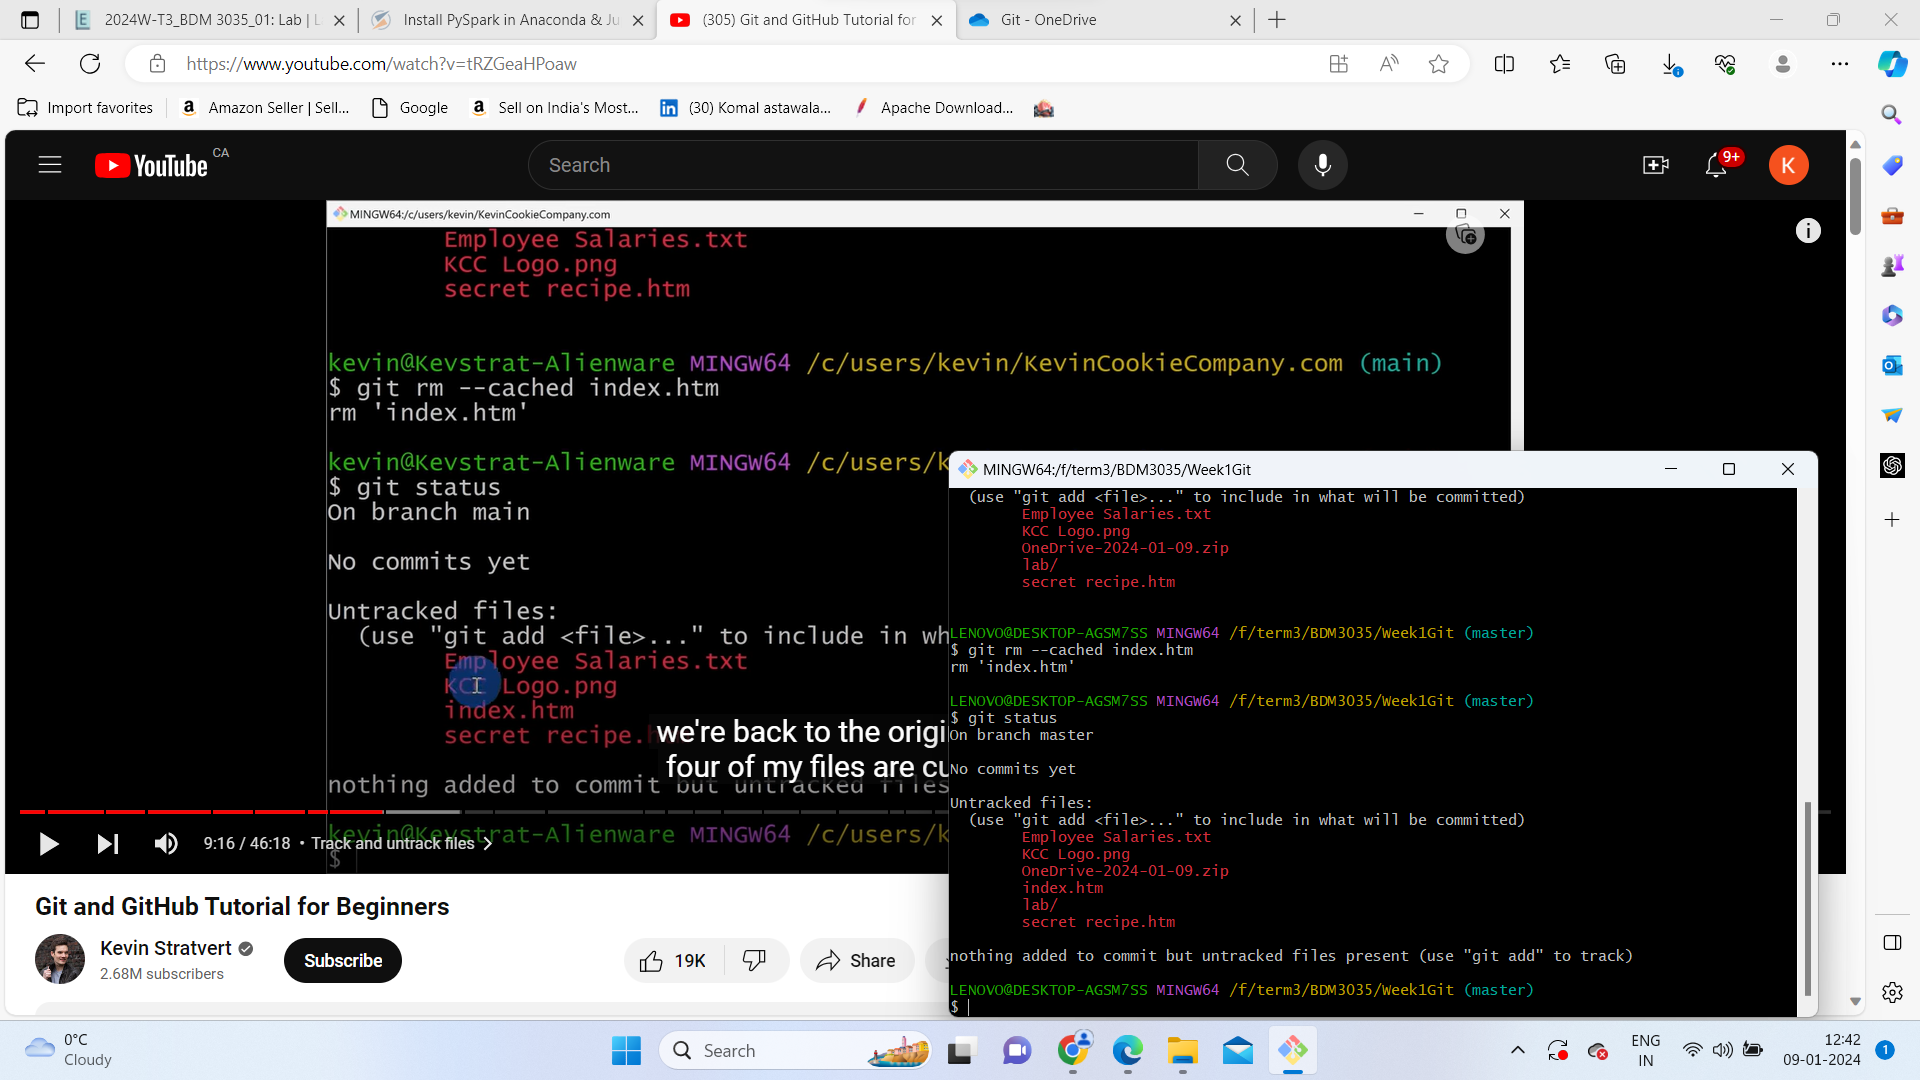 2024W-T3_BDM 3035_01: Lab | L
Install PySpark in Anaconda & Ju
(305) Git and GitHub Tutorial for
Git - OneDrive
https://www.youtube.com/watch?v=tRZGeaHPoaw
Import favorites
Amazon Seller | Sell...
Google
Sell on India's Most...
(30) Komal astawala...
Apache Download...
YouTube CA
Search
9+
K
MINGW64:/c/users/kevin/KevinCookieCompany.com
Employee Salaries.txt
KCC Logo.png
secret recipe.htm
kevin@Kevstrat-Alienware MINGW64 /c/users/kevin/KevinCookieCompany.com (main)
$ git rm --cached index.htm
rm 'index.htm'
kevin@Kevstrat-Alienware MINGW64 /c/users/k
$ git status
On branch main
No commits yet
Untracked files:
(use "git add <file>..." to include in wh
Employee Salaries.txt
KCC Logo.png
index.htm
secret recipe.
we're back to the origi
four of my files are cu
nothing added to commit but untracked files
kevin@Kevstrat-Alienware MINGW64 /c/users/k
$
9:16 / 46:18 • Track and untrack files
MINGW64:/f/term3/BDM3035/Week1Git
(use "git add <file>..." to include in what will be committed)
Employee Salaries.txt
KCC Logo.png
OneDrive-2024-01-09.zip
lab/
secret recipe.htm
LENOVO@DESKTOP-AGSM7SS MINGW64 /f/term3/BDM3035/Week1Git (master)
$ git rm --cached index.htm
rm 'index.htm'
LENOVO@DESKTOP-AGSM7SS MINGW64 /f/term3/BDM3035/Week1Git (master)
$ git status
On branch master
No commits yet
Untracked files:
(use "git add <file>..." to include in what will be committed)
Employee Salaries.txt
KCC Logo.png
OneDrive-2024-01-09.zip
index.htm
lab/
secret recipe.htm
nothing added to commit but untracked files present (use "git add" to track)
LENOVO@DESKTOP-AGSM7SS MINGW64 /f/term3/BDM3035/Week1Git (master)
$
Git and GitHub Tutorial for Beginners
Kevin Stratvert
2.68M subscribers
Subscribe
19K
Share
0°C
Cloudy
Search
ENG
IN
12:42
09-01-2024
1